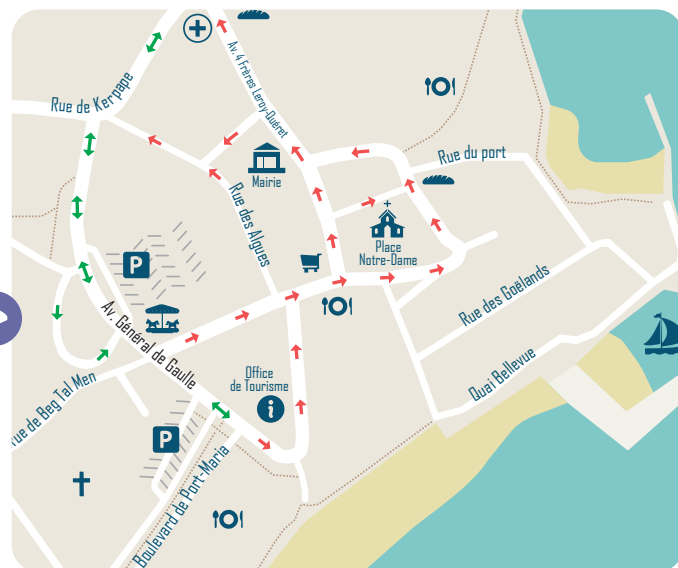 Av. 4 Frères Leroy-Quéret
Rue de Kerpape
Rue du port
Mairie
Rue des Algues
Place
Notre-Dame
P
Rue des Goëlands
Av. Général de Gaulle
Quai Bellevue
Office
de Tourisme
i
rue de Beg Tal Men
P
Boulevard de Port-Maria